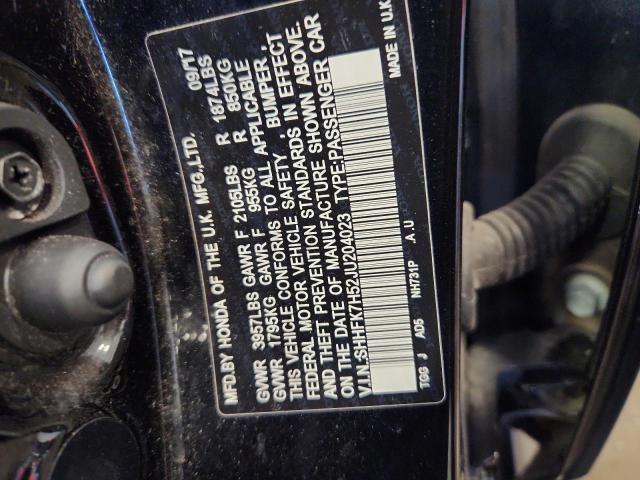 MFD.BY HONDA OF THE U.K. MFG.,LTD. 09/17
GVWR 3957LBS GAWR F 2105LBS R 1874LBS
GVWR 1795KG GAWR F 955KG R 850KG
THIS VEHICLE CONFORMS TO ALL APPLICABLE
FEDERAL MOTOR VEHICLE SAFETY, BUMPER,
AND THEFT PREVENTION STANDARDS IN EFFECT
ON THE DATE OF MANUFACTURE SHOWN ABOVE.
V.I.N.:SHHFK7H52JU204023 TYPE:PASSENGER CAR
TGG J AD5 NH731P .A.U MADE IN U.K